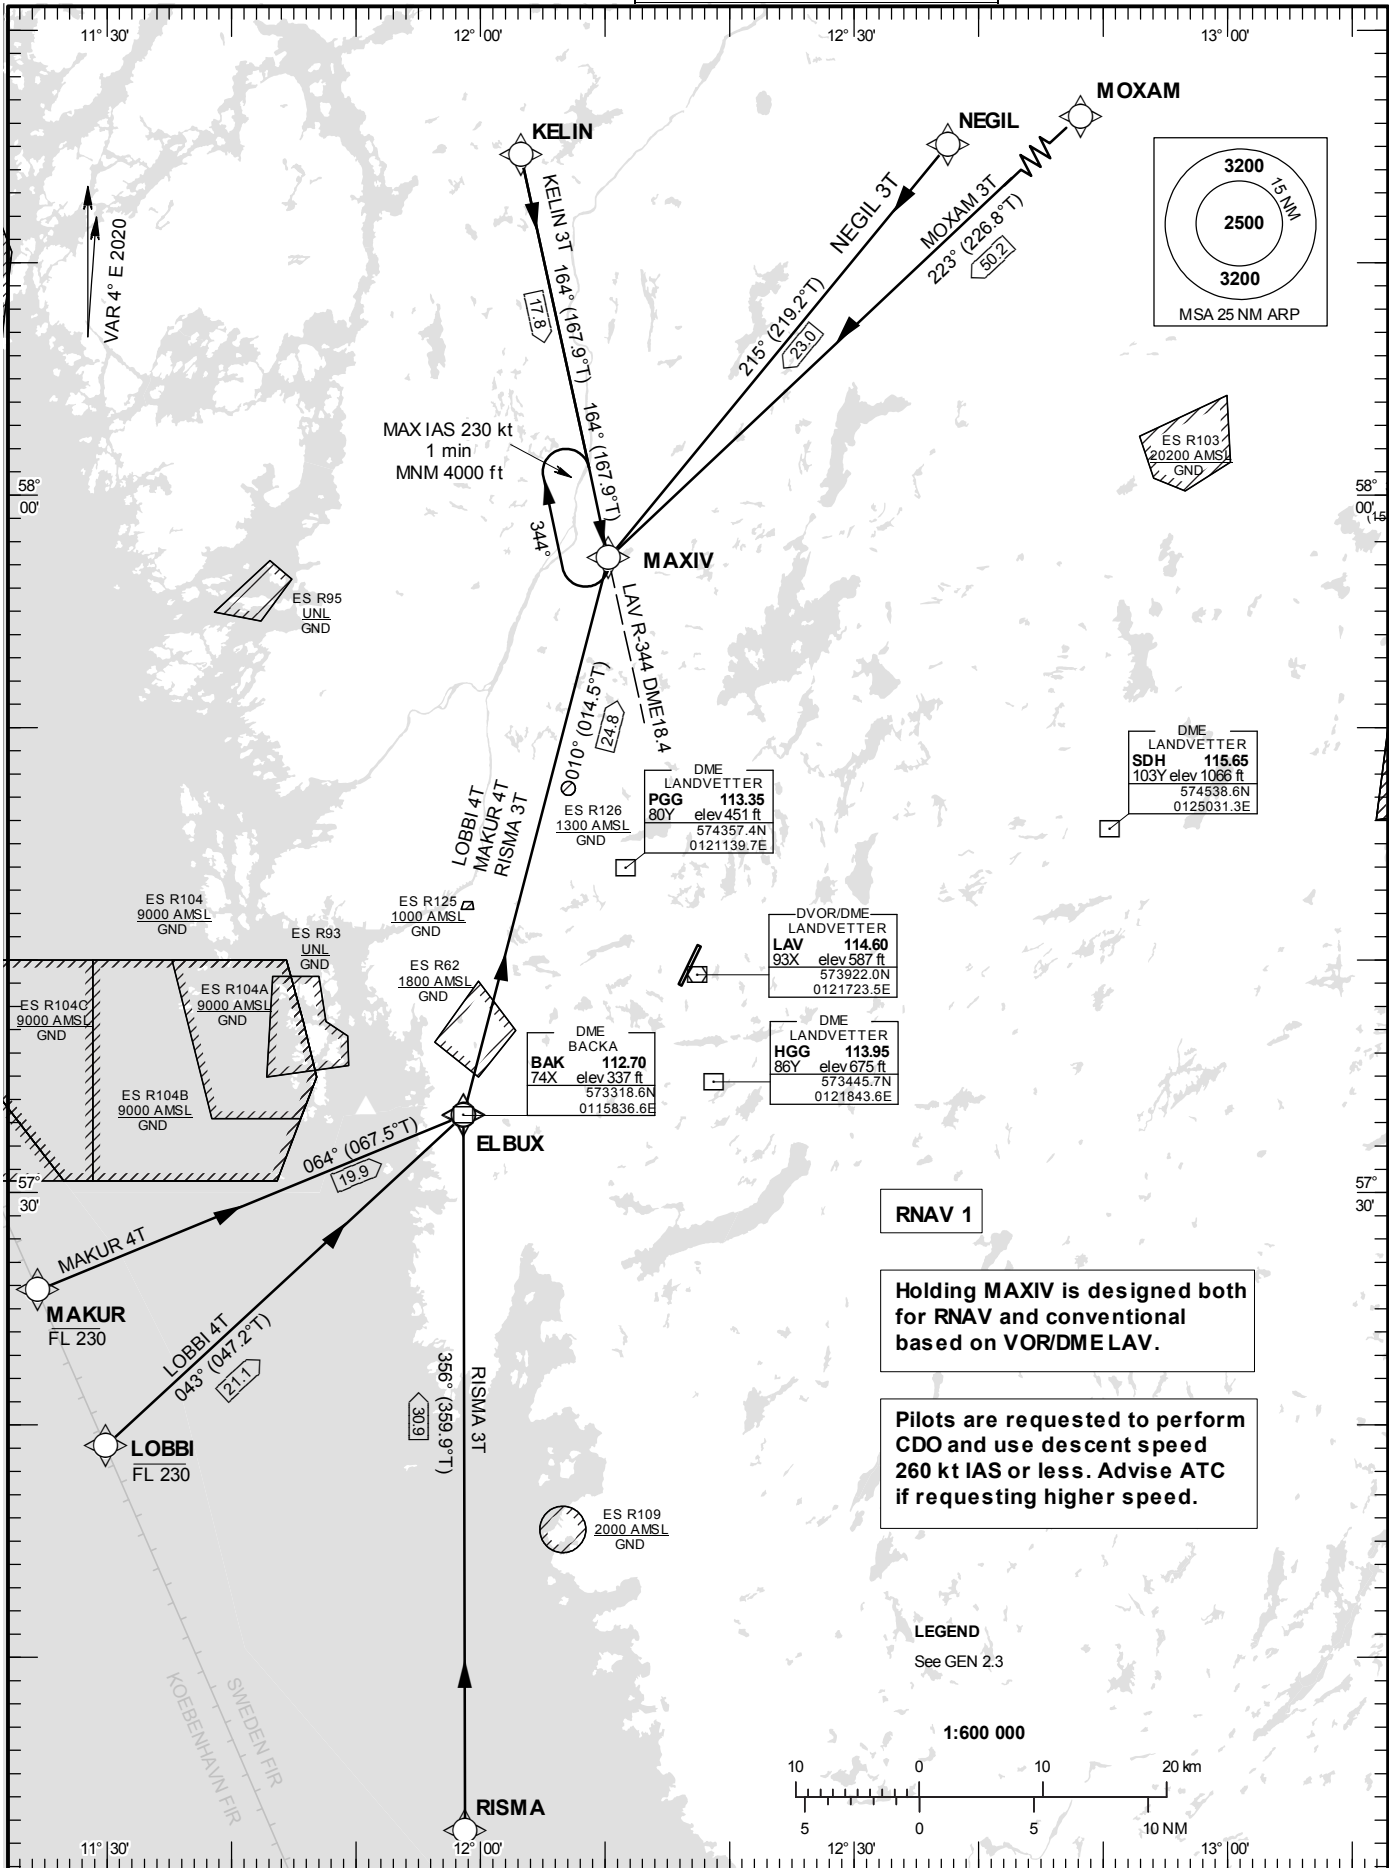 11° 30'
12° 00'
12° 30'
13° 00'
MOXAM
NEGIL
KELIN
VAR 4° E 2020
KELIN 3T
164° (167.9°T)
17.8
164° (167.9°T)
NEGIL 3T
215° (219.2°T)
23.0
MOXAM 3T
223° (226.8°T)
50.2
3200
15 NM
2500
3200
MSA 25 NM ARP
MAX IAS 230 kt
1 min
MNM 4000 ft
344°
ES R103
20200 AMSL
GND
58°
00'
58°
00'
(15
MAXIV
LAV R-344 DME18.4
ES R95
UNL
GND
010° (014.5°T)
24.8
LOBBI 4T
MAKUR 4T
RISMA 3T
ES R126
1300 AMSL
GND
DME
LANDVETTER
PGG 113.35
80Y elev 451 ft
574357.4N
0121139.7E
DME
LANDVETTER
SDH 115.65
103Y elev 1066 ft
574538.6N
0125031.3E
ES R104
9000 AMSL
GND
ES R93
UNL
GND
ES R125
1000 AMSL
GND
ES R62
1800 AMSL
GND
DVOR/DME
LANDVETTER
LAV 114.60
93X elev 587 ft
573922.0N
0121723.5E
ES R104C
9000 AMSL
GND
ES R104A
9000 AMSL
GND
ES R104B
9000 AMSL
GND
DME
BACKA
BAK 112.70
74X elev 337 ft
573318.6N
0115836.6E
DME
LANDVETTER
HGG 113.95
86Y elev 675 ft
573445.7N
0121843.6E
ELBUX
064° (067.5°T)
19.9
MAKUR 4T
57°
30'
57°
30'
MAKUR
FL 230
LOBBI 4T
043° (047.2°T)
21.1
LOBBI
FL 230
RISMA 3T
356° (359.9°T)
30.9
RNAV 1
Holding MAXIV is designed both
for RNAV and conventional
based on VOR/DME LAV.
Pilots are requested to perform
CDO and use descent speed
260 kt IAS or less. Advise ATC
if requesting higher speed.
ES R109
2000 AMSL
GND
LEGEND
See GEN 2.3
SWEDEN FIR
KOEBENHAVN FIR
1:600 000
10 0 10 20 km
5 0 5 10 NM
RISMA
11° 30'
12° 00'
12° 30'
13° 00'